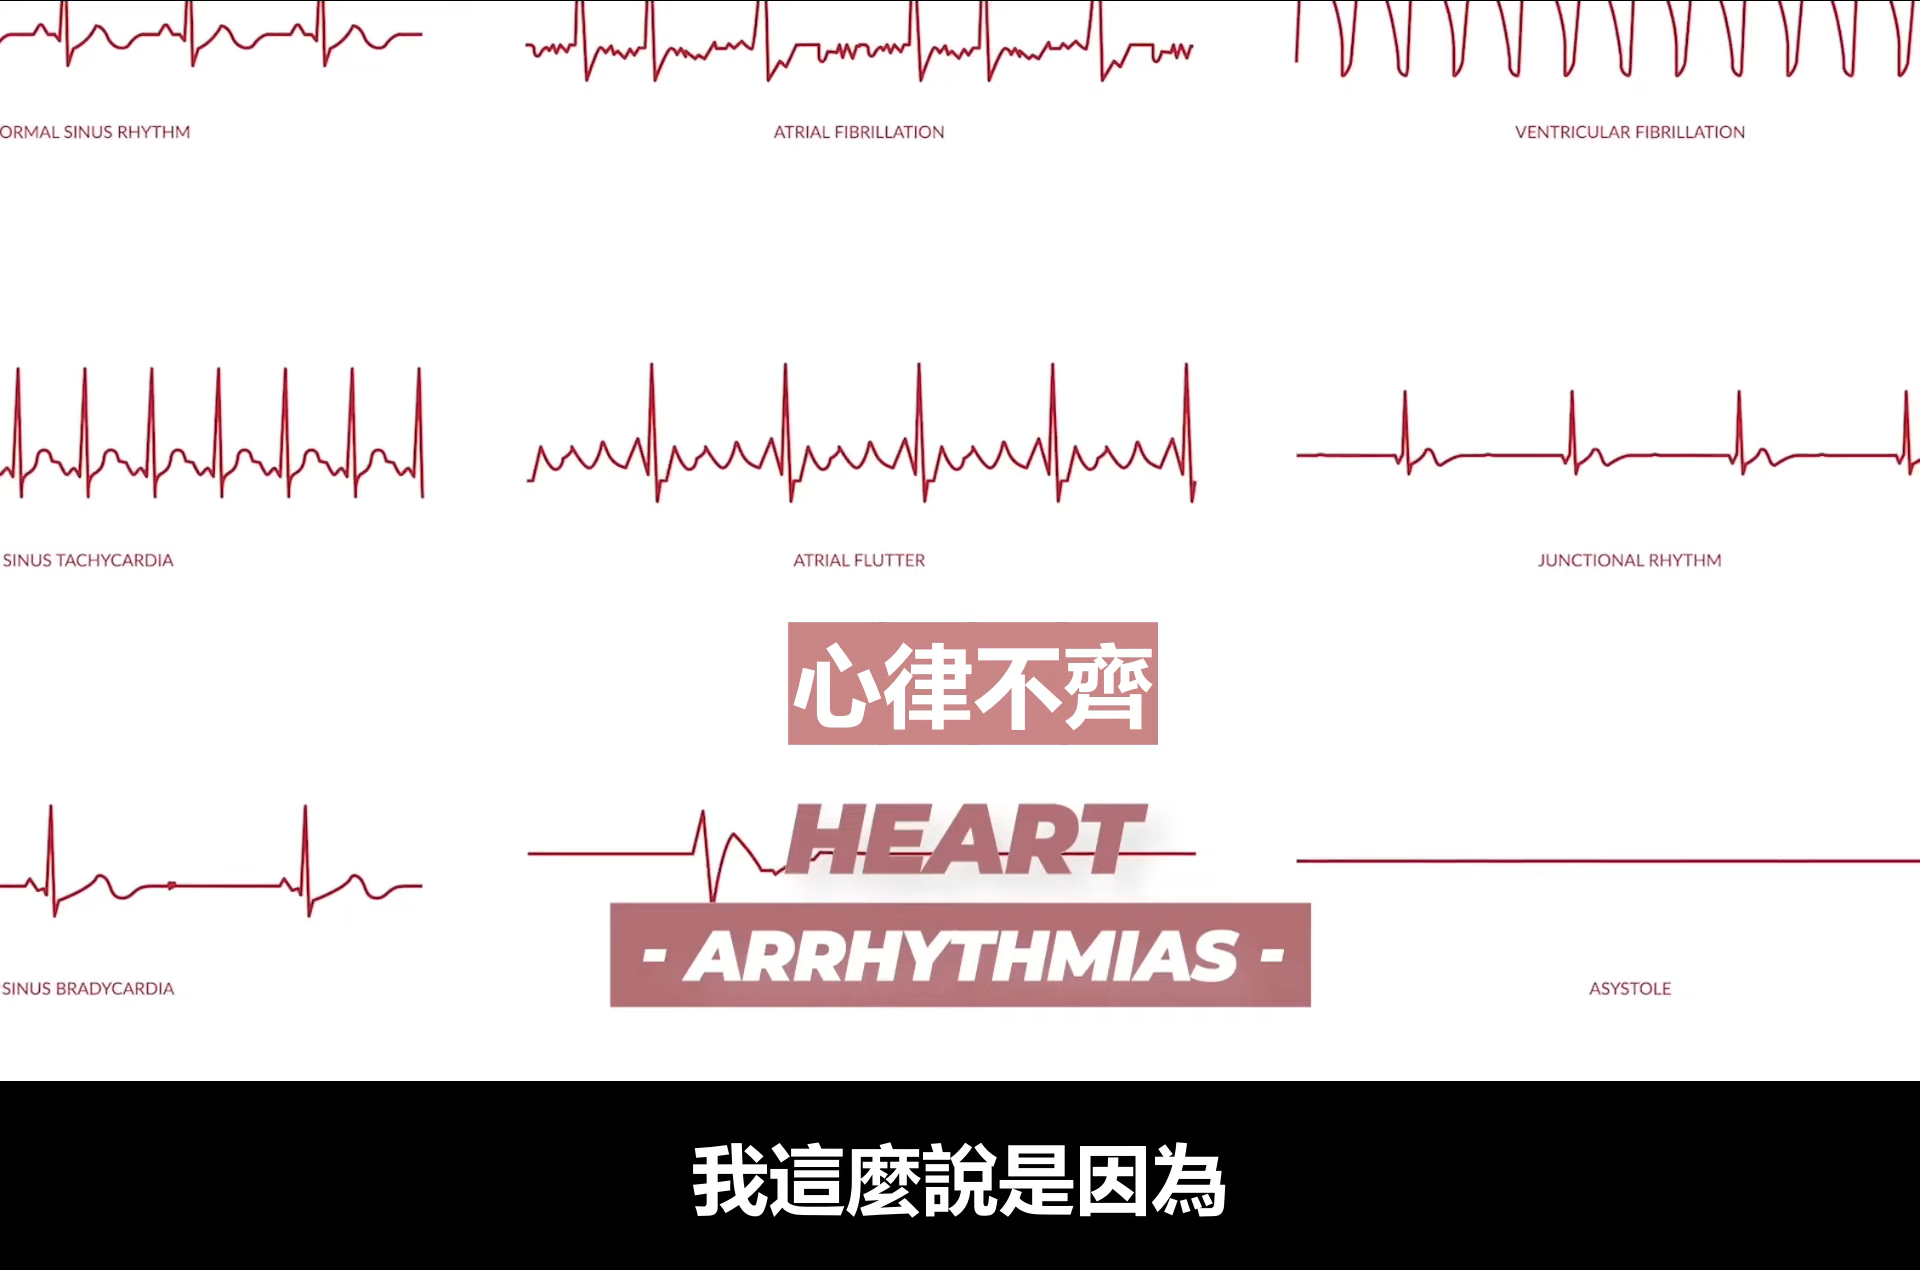 ORMAL SINUS RHYTHM
ATRIAL FIBRILLATION
VENTRICULAR FIBRILLATION
SINUS TACHYCARDIA
ATRIAL FLUTTER
JUNCTIONAL RHYTHM
心律不齊
HEART
- ARRHYTHMIAS -
SINUS BRADYCARDIA
ASYSTOLE
我這麼說是因為